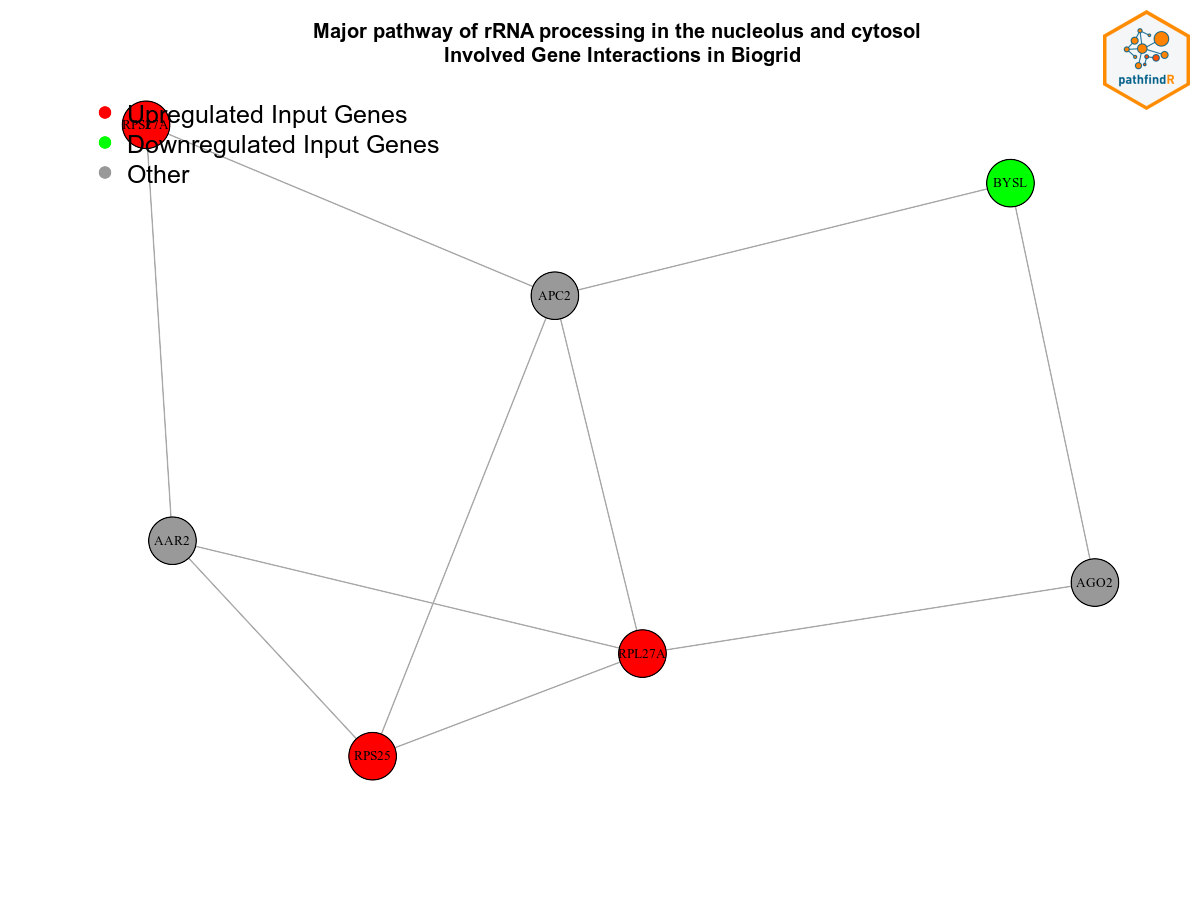 Major pathway of rRNA processing in the nucleolus and cytosol
Involved Gene Interactions in Biogrid
pathfindR
Upregulated Input Genes
RPS27A
Downregulated Input Genes
Other
BYSL
APC2
AAR2
AGO2
RPL27A
RPS25